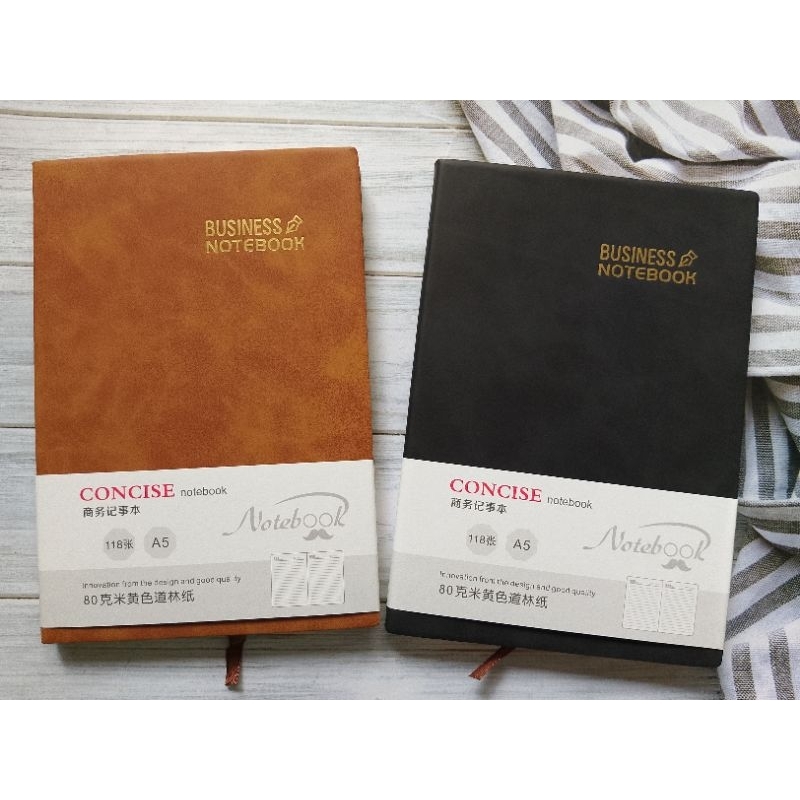 BUSINESS
NOTEBOOK
CONCISE notebook
商务记事本
Notebook
118张 A5
Innovation from the design and good quality
80克米黄色道林纸
BUSINESS
NOTEBOOK
CONCISE notebook
商务记事本
Notebook
118张 A5
Innovation from the design and good quality
80克米黄色道林纸